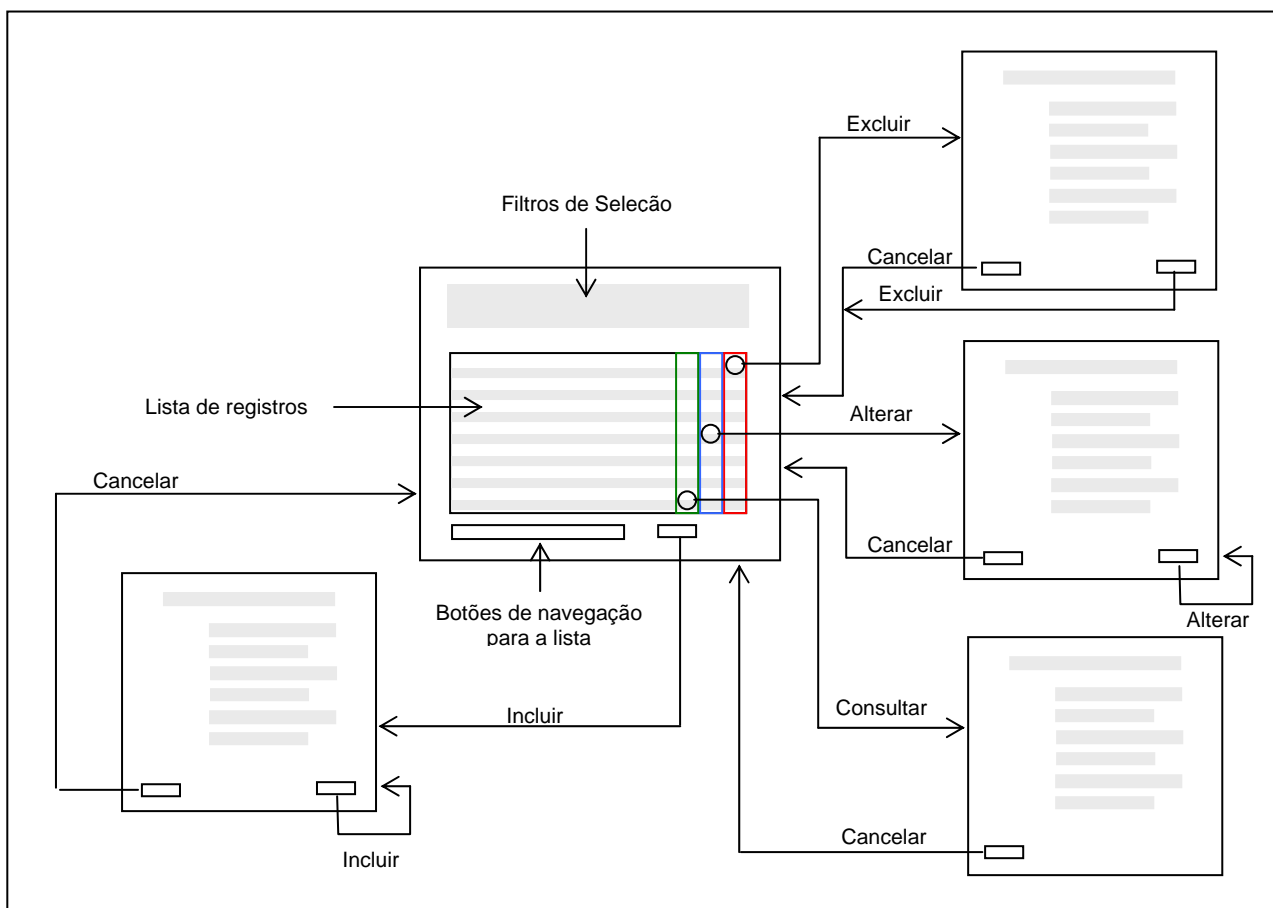 Excluir
Filtros de Selecão
Cancelar
Excluir
Lista de registros
Alterar
Cancelar
Cancelar
Botões de navegação
para a lista
Alterar
Incluir
Consultar
Cancelar
Incluir